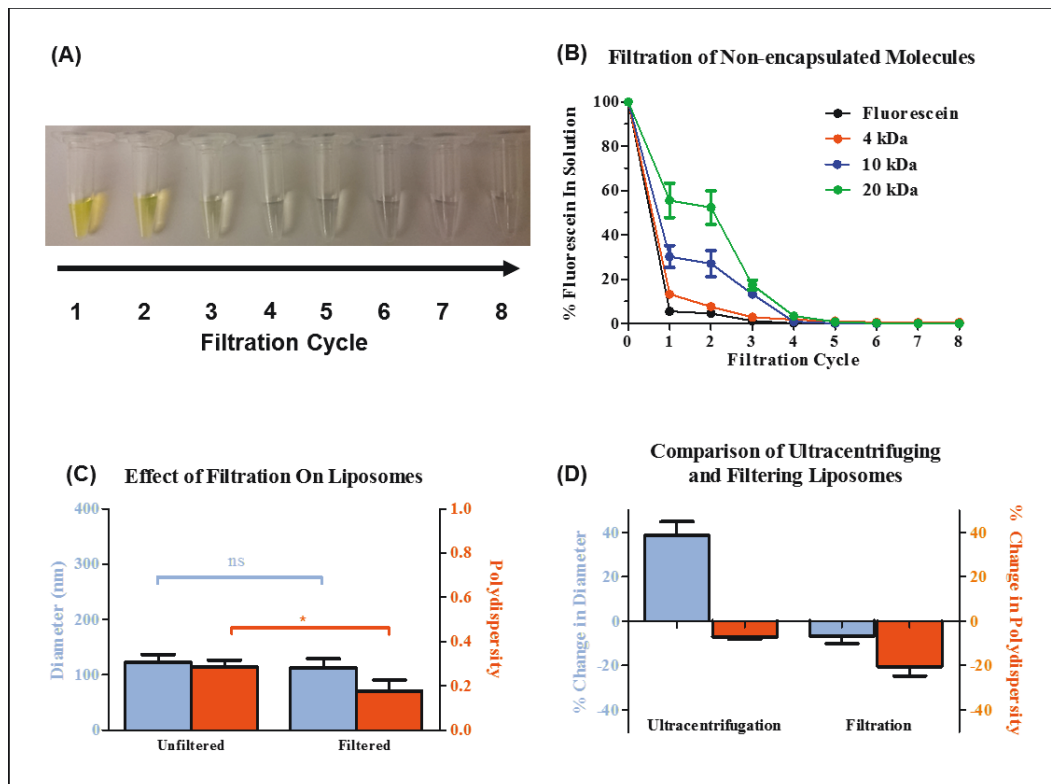 (A)
1 2 3 4 5 6 7 8
Filtration Cycle
(B) Filtration of Non-encapsulated Molecules
% Fluorescein In Solution
100
80
60
40
20
0
Fluorescein
4 kDa
10 kDa
20 kDa
0 1 2 3 4 5 6 7 8
Filtration Cycle
(C) Effect of Filtration On Liposomes
Diameter (nm)
400
300
200
100
0
ns
*
1.0
0.8
0.6
0.4
0.2
0.0
Polydispersity
Unfiltered Filtered
(D)
Comparison of Ultracentrifuging
and Filtering Liposomes
% Change in Diameter
40
20
0
-20
-40
40
20
0
-20
-40
% Change in Polydispersity
Ultracentrifugation Filtration